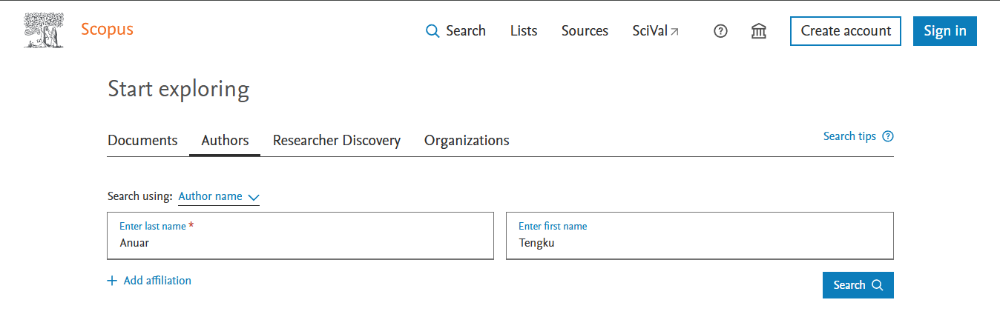 Scopus
Search Lists Sources SciVal Create account Sign in
Start exploring
Documents Authors Researcher Discovery Organizations Search tips
Search using: Author name
Enter last name * Enter first name
Anuar Tengku
+ Add affiliation Search